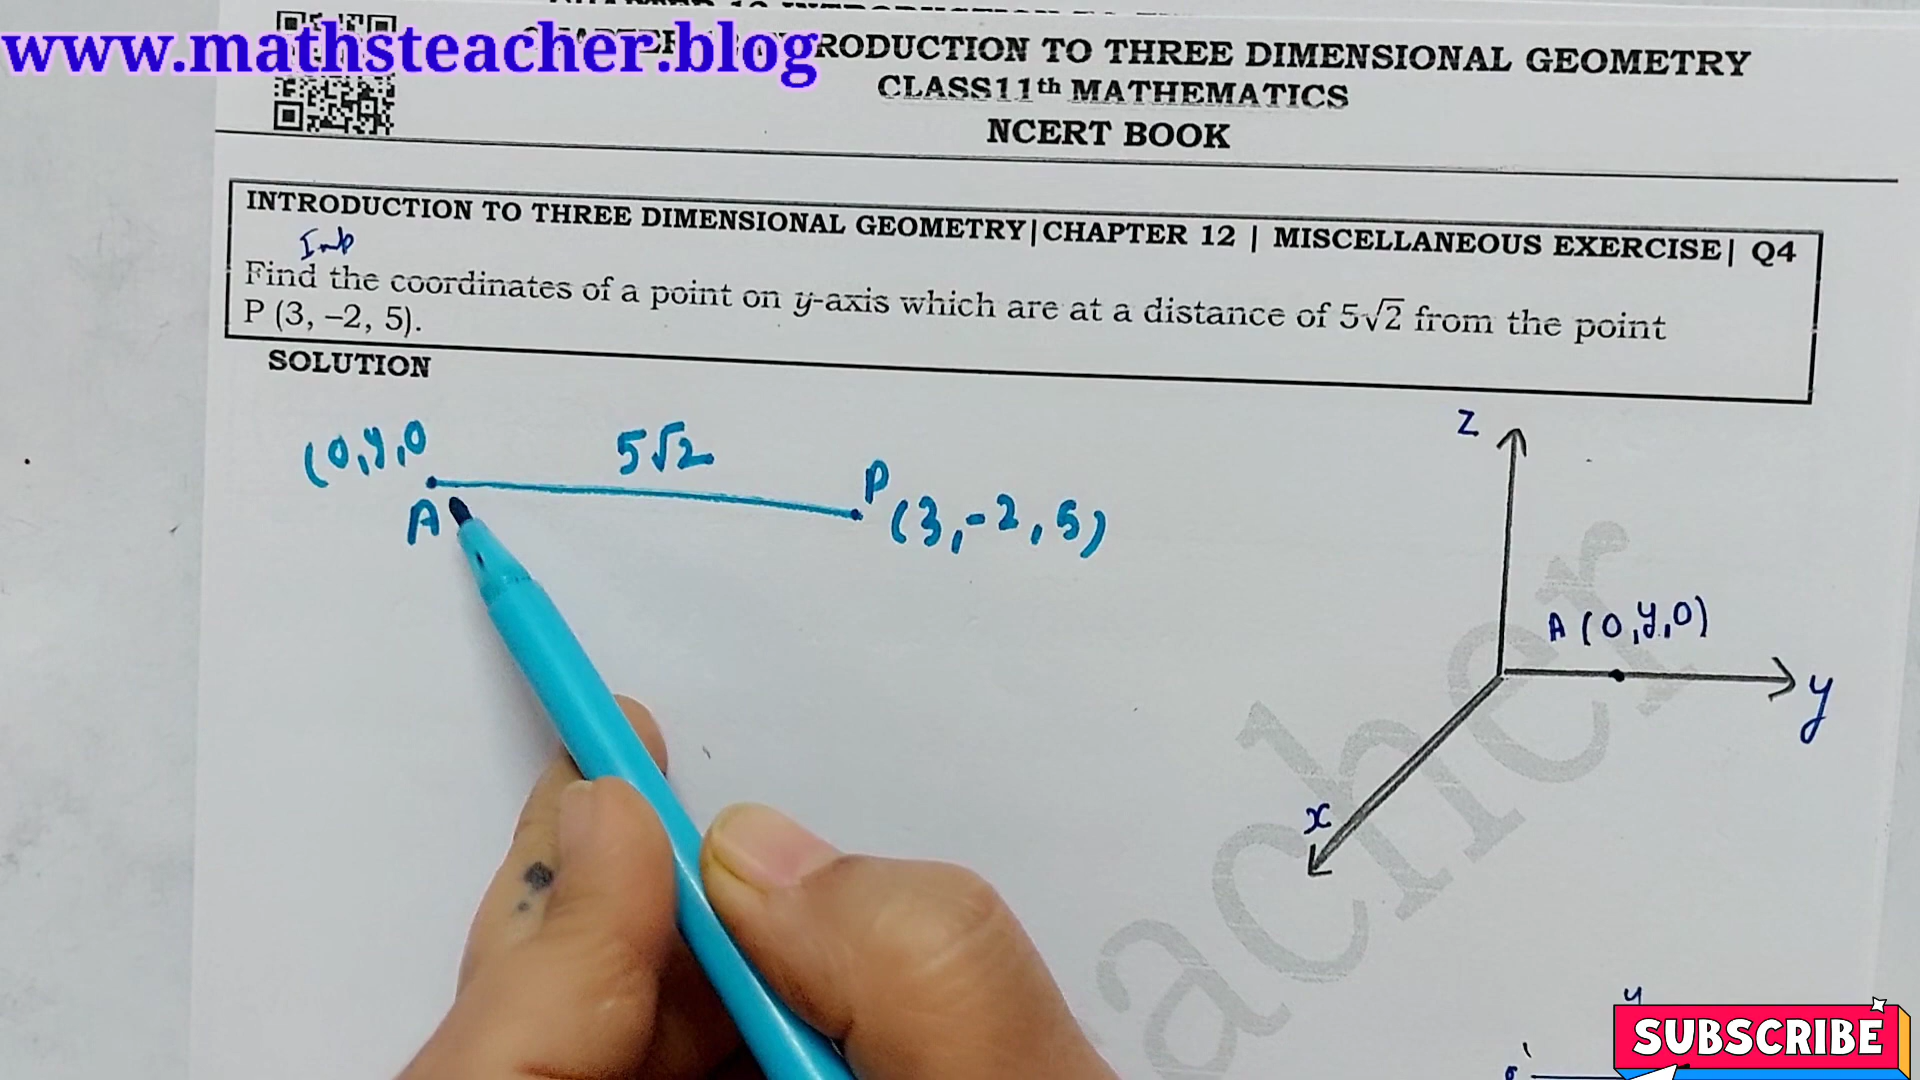 www.mathsteacher.blog
RODUCTION TO THREE DIMENSIONAL GEOMETRY
CLASS11th MATHEMATICS
NCERT BOOK
INTRODUCTION TO THREE DIMENSIONAL GEOMETRY|CHAPTER 12 | MISCELLANEOUS EXERCISE| Q4
Imp
Find the coordinates of a point on y-axis which are at a distance of 5√2 from the point
P (3, –2, 5).
SOLUTION
(0,y,0
5√2
A
P
(3,-2,5)
z
A (0,y,0)
y
x
acher
y
SUBSCRIBE